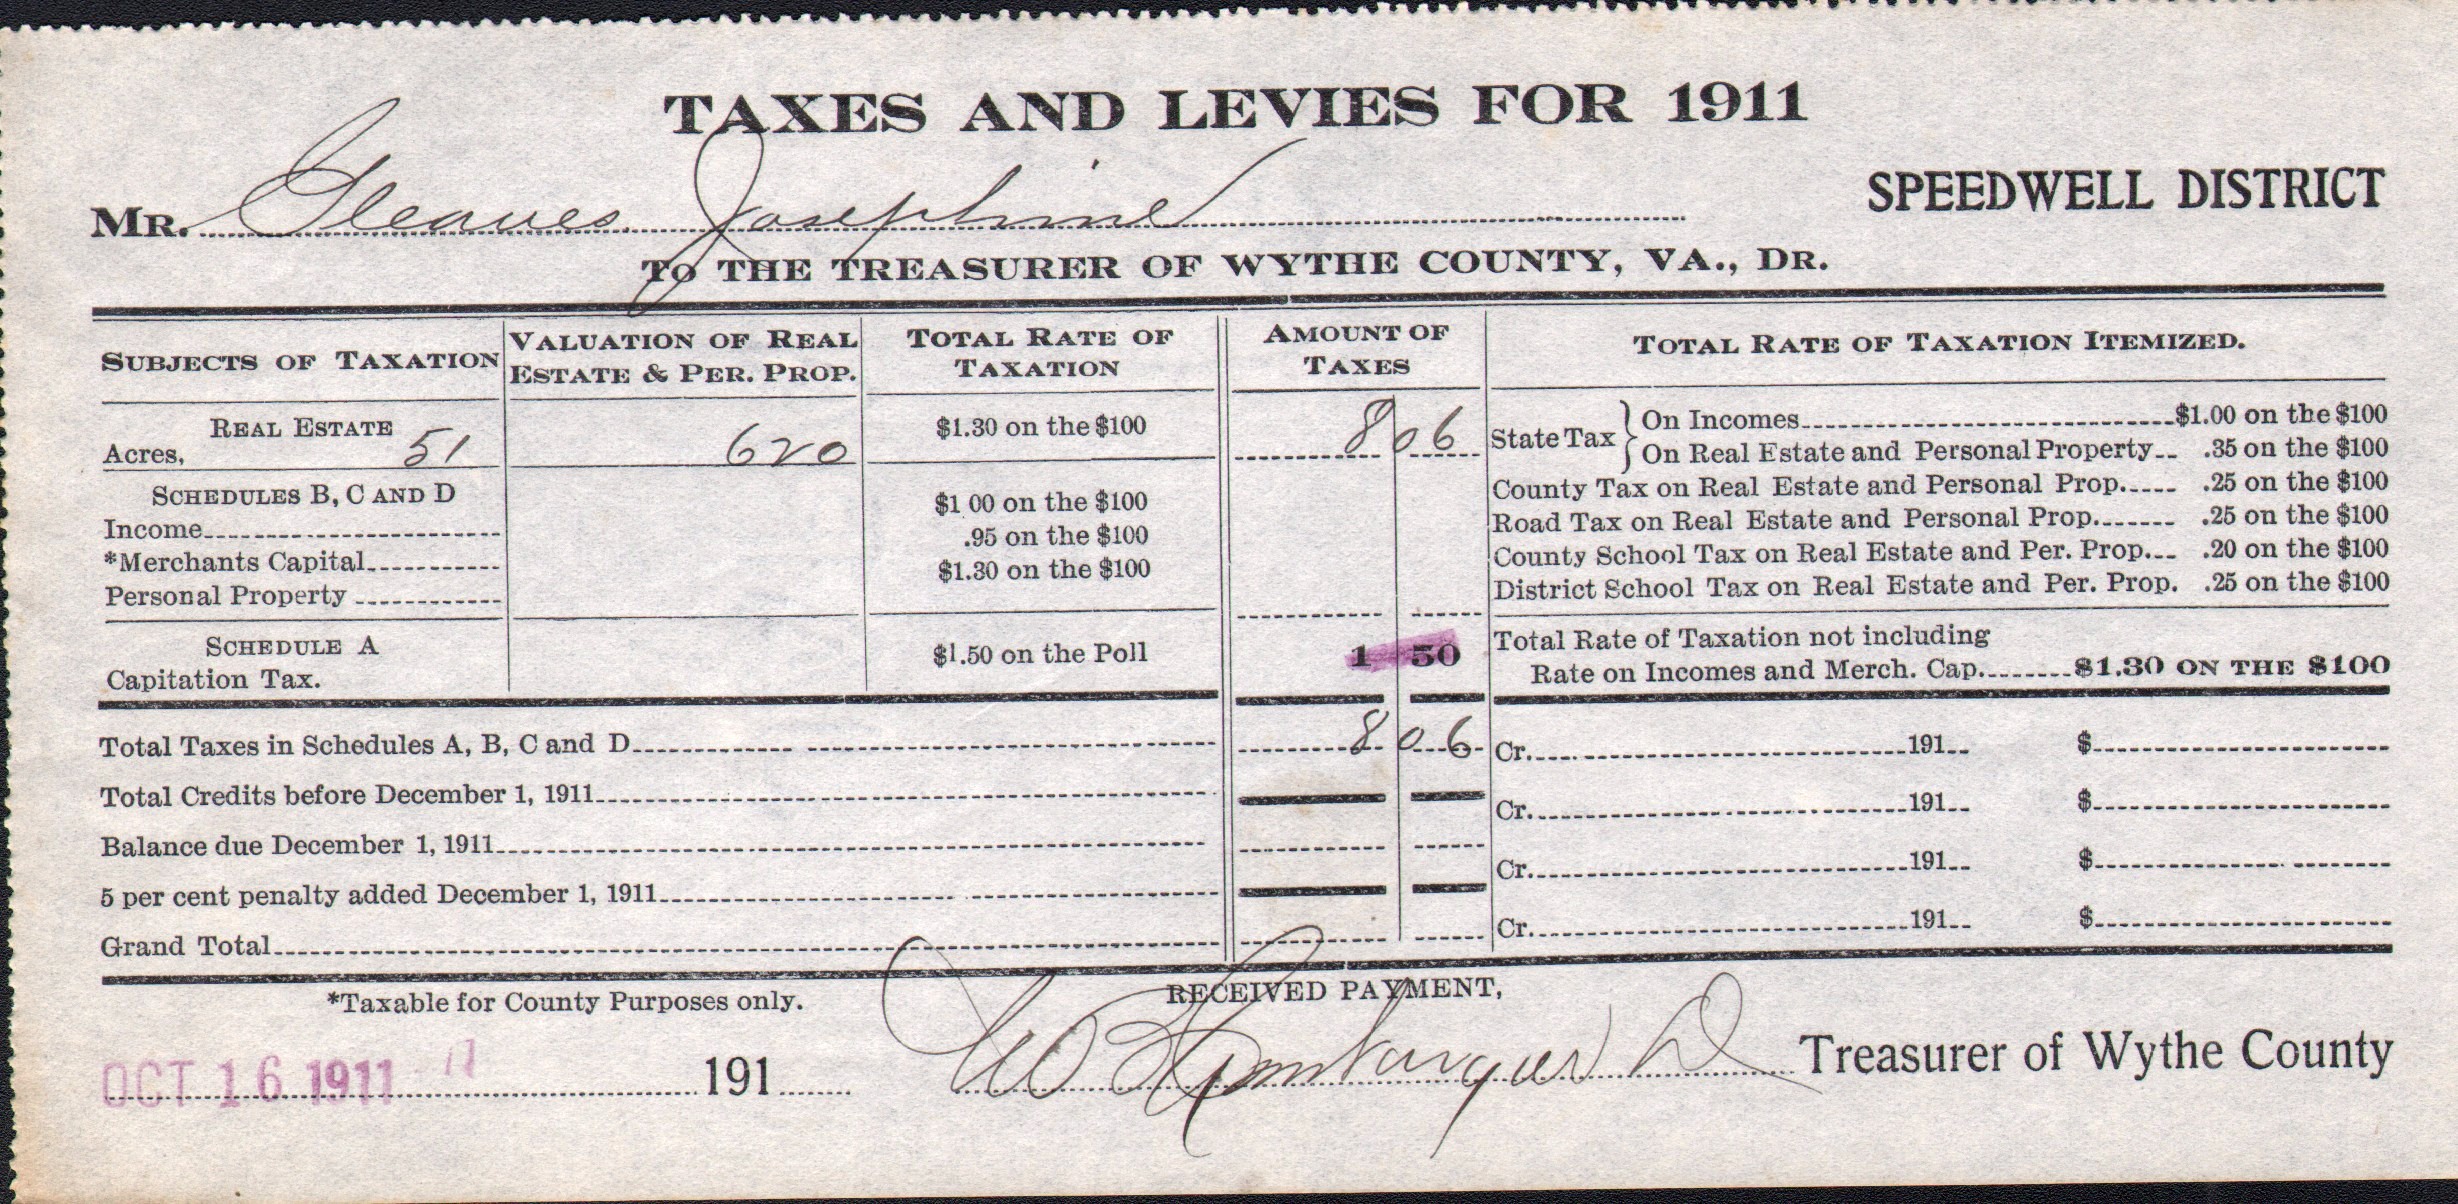 TAXES AND LEVIES FOR 1911
MR. Gleaves, Josephine
SPEEDWELL DISTRICT
TO THE TREASURER OF WYTHE COUNTY, VA., DR.
SUBJECTS OF TAXATION
VALUATION OF REAL ESTATE & PER. PROP.
TOTAL RATE OF TAXATION
AMOUNT OF TAXES
TOTAL RATE OF TAXATION ITEMIZED.
REAL ESTATE
Acres, 51
620
$1.30 on the $100
8 06
SCHEDULES B, C AND D
Income
$1 00 on the $100
*Merchants Capital
.95 on the $100
Personal Property
$1.30 on the $100
SCHEDULE A
Capitation Tax.
$1.50 on the Poll
1 50
State Tax } On Incomes $1.00 on the $100
On Real Estate and Personal Property .35 on the $100
County Tax on Real Estate and Personal Prop. .25 on the $100
Road Tax on Real Estate and Personal Prop. .25 on the $100
County School Tax on Real Estate and Per. Prop. .20 on the $100
District School Tax on Real Estate and Per. Prop. .25 on the $100
Total Rate of Taxation not including
Rate on Incomes and Merch. Cap. $1.30 ON THE $100
Total Taxes in Schedules A, B, C and D 8 06
Total Credits before December 1, 1911
Balance due December 1, 1911
5 per cent penalty added December 1, 1911
Grand Total
Cr. 191 $
Cr. 191 $
Cr. 191 $
Cr. 191 $
*Taxable for County Purposes only.
RECEIVED PAYMENT,
OCT 16 1911 11 191
Treasurer of Wythe County